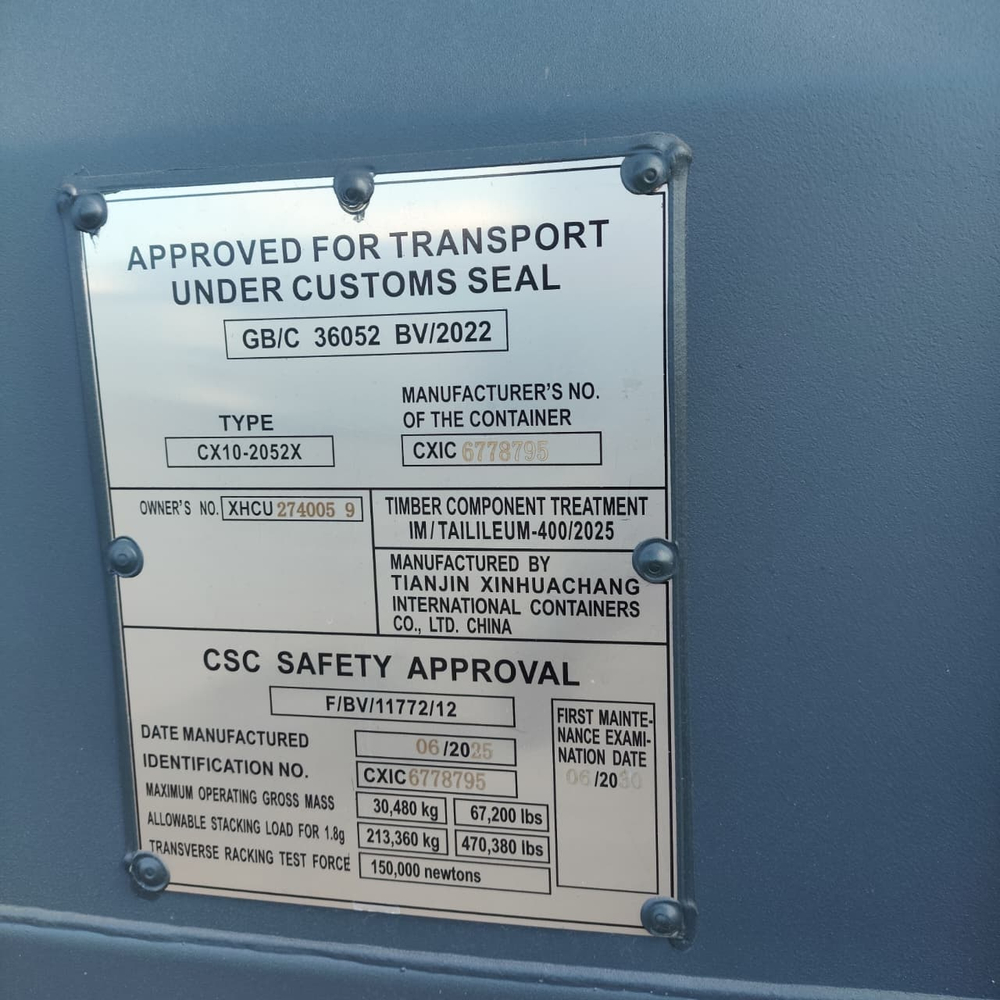 APPROVED FOR TRANSPORT
UNDER CUSTOMS SEAL
GB/C 36052 BV/2022
TYPE
CX10-2052X
MANUFACTURER'S NO.
OF THE CONTAINER
CXIC 6778795
OWNER'S NO. XHCU 274005 9
TIMBER COMPONENT TREATMENT
IM/TAILILEUM-400/2025
MANUFACTURED BY
TIANJIN XINHUACHANG
INTERNATIONAL CONTAINERS
CO., LTD. CHINA
CSC SAFETY APPROVAL
F/BV/11772/12
DATE MANUFACTURED 06/2025
IDENTIFICATION NO. CXIC6778795
MAXIMUM OPERATING GROSS MASS 30,480 kg 67,200 lbs
ALLOWABLE STACKING LOAD FOR 1.8g 213,360 kg 470,380 lbs
TRANSVERSE RACKING TEST FORCE 150,000 newtons
FIRST MAINTE-
NANCE EXAMI-
NATION DATE
06/2030